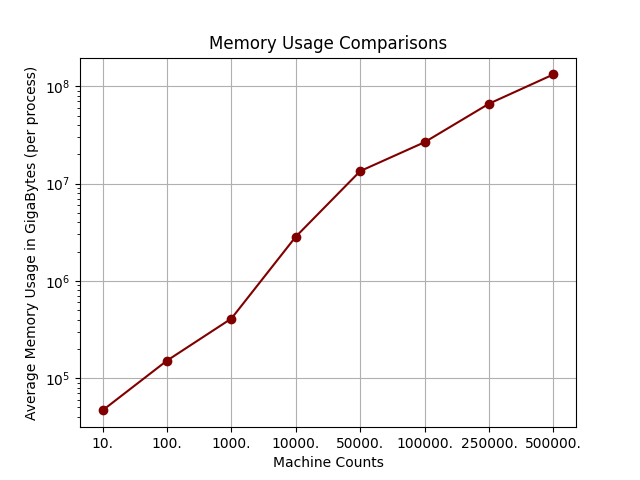 Memory Usage Comparisons
Average Memory Usage in GigaBytes (per process)
10⁸
10⁷
10⁶
10⁵
10. 100. 1000. 10000. 50000. 100000. 250000. 500000.
Machine Counts